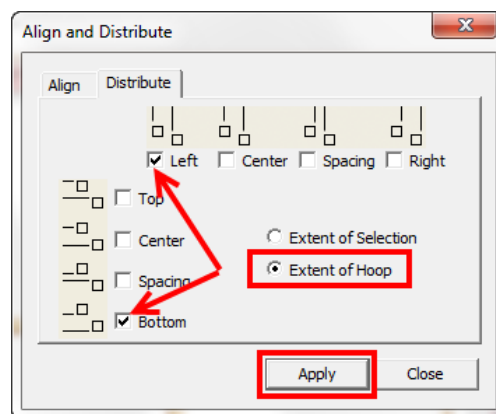 Align and Distribute
Align Distribute
Left Center Spacing Right
Top
Center
Extent of Selection
Spacing
Extent of Hoop
Bottom
Apply Close